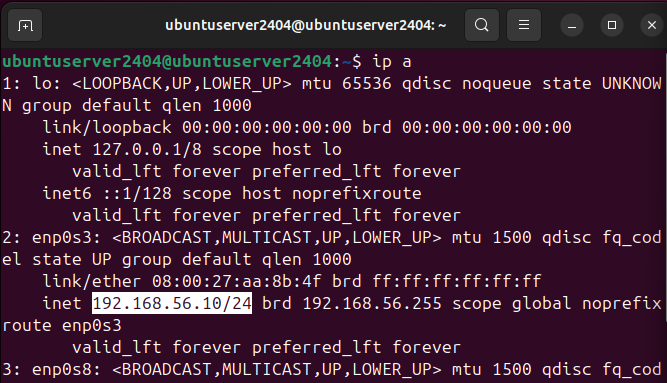 ubuntuserver2404@ubuntuserver2404: ~
ubuntuserver2404@ubuntuserver2404:~$ ip a
1: lo: <LOOPBACK,UP,LOWER_UP> mtu 65536 qdisc noqueue state UNKNOW
N group default qlen 1000
    link/loopback 00:00:00:00:00:00 brd 00:00:00:00:00:00
    inet 127.0.0.1/8 scope host lo
       valid_lft forever preferred_lft forever
    inet6 ::1/128 scope host noprefixroute
       valid_lft forever preferred_lft forever
2: enp0s3: <BROADCAST,MULTICAST,UP,LOWER_UP> mtu 1500 qdisc fq_cod
el state UP group default qlen 1000
    link/ether 08:00:27:aa:8b:4f brd ff:ff:ff:ff:ff:ff
    inet 192.168.56.10/24 brd 192.168.56.255 scope global noprefix
route enp0s3
       valid_lft forever preferred_lft forever
3: enp0s8: <BROADCAST,MULTICAST,UP,LOWER_UP> mtu 1500 qdisc fq_cod